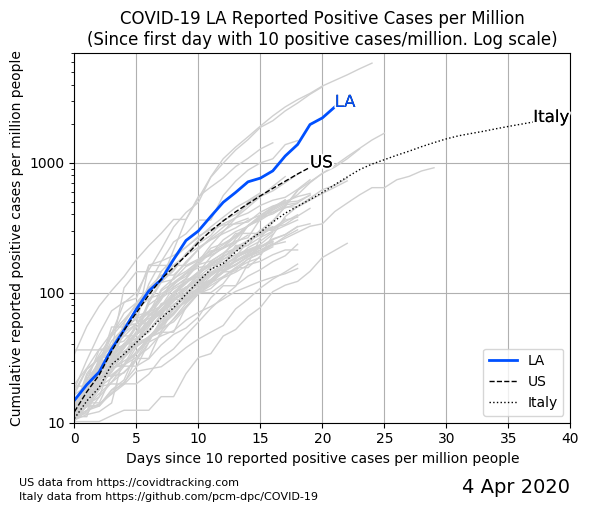 COVID-19 LA Reported Positive Cases per Million
(Since first day with 10 positive cases/million. Log scale)
Cumulative reported positive cases per million people
1000
100
10
LA
US
Italy
LA
US
Italy
0 5 10 15 20 25 30 35 40
Days since 10 reported positive cases per million people
US data from https://covidtracking.com
Italy data from https://github.com/pcm-dpc/COVID-19
4 Apr 2020